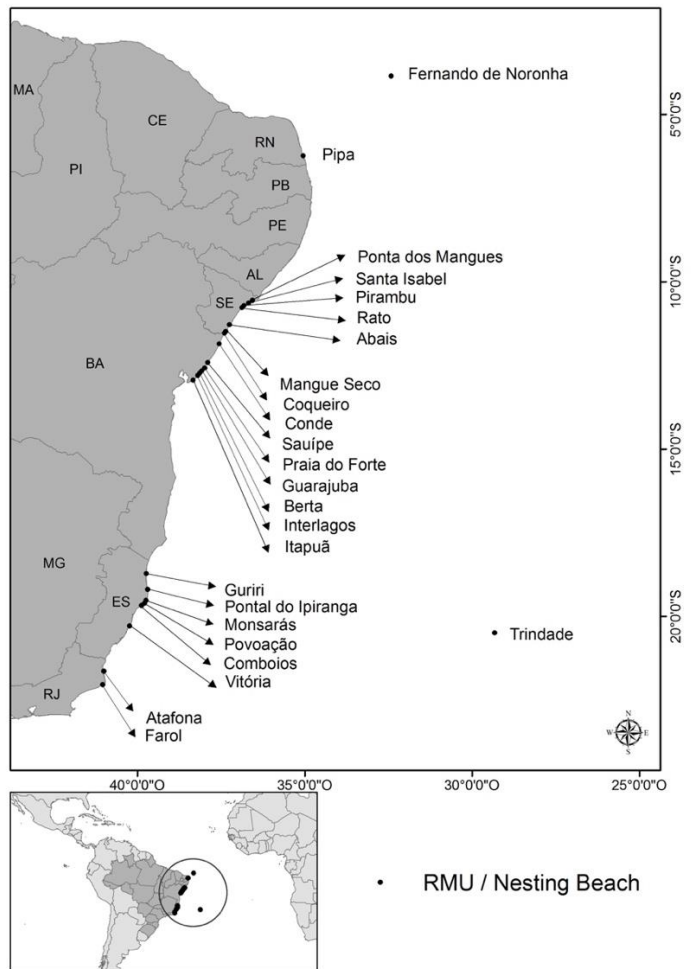 Fernando de Noronha
5°0'0"S
MA
CE
RN
Pipa
PI
PB
PE
Ponta dos Mangues
AL
Santa Isabel
10°0'0"S
SE
Pirambu
Rato
Abais
BA
Mangue Seco
Coqueiro
Conde
Sauípe
15°0'0"S
Praia do Forte
Guarajuba
Berta
Interlagos
Itapuã
MG
Guriri
ES
Pontal do Ipiranga
Monsarás
20°0'0"S
Trindade
Povoação
Comboios
Vitória
RJ
Atafona
Farol
N
W
E
S
40°0'0"O
35°0'0"O
30°0'0"O
25°0'0"O
RMU / Nesting Beach